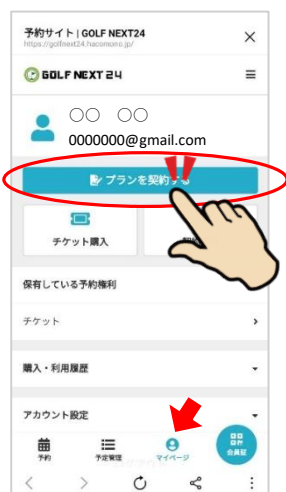 予約サイト | GOLF NEXT24
https://golfnext24.hacomono.jp/
GOLF NEXT 24
○○ ○○
0000000@gmail.com
プランを契約する
チケット購入
保有している予約権利
チケット
購入・利用履歴
アカウント設定
予約
予定管理
マイページ
会員証